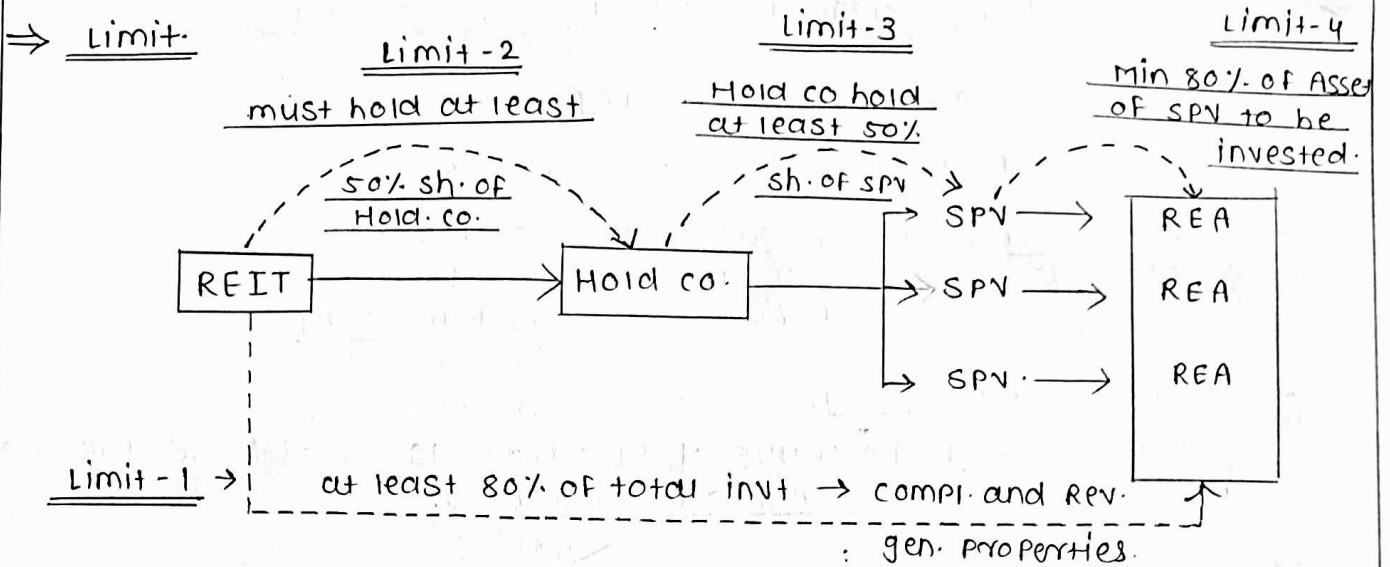 ⇒ Limit.
Limit-2
must hold at least
50% sh. of
Hold. co.
Limit-3
Hold co hold
at least 50%
sh. of SPV
Limit-4
Min 80% of Asset
of SPV to be
invested.
REIT
Hold co.
SPV
SPV
SPV.
REA
REA
REA
Limit-1 →
at least 80% of total invt → compl. and Rev.
: gen. properties.